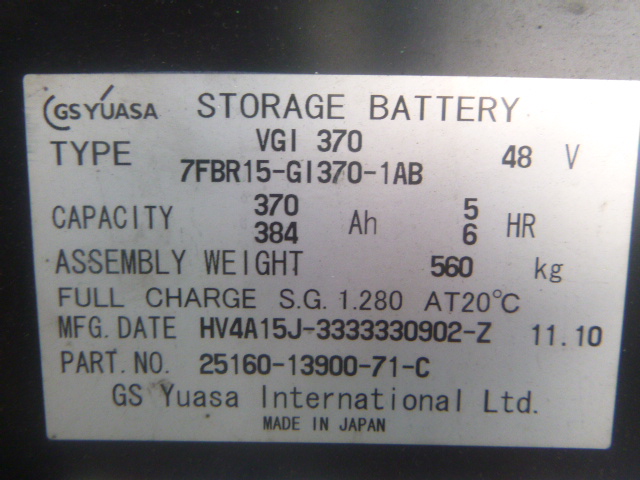 GS YUASA STORAGE BATTERY
TYPE VGI 370 48 V
7FBR15-GI370-1AB
CAPACITY 370 Ah 5 HR
384 6
ASSEMBLY WEIGHT 560 kg
FULL CHARGE S.G. 1.280 AT20℃
MFG. DATE HV4A15J-3333330902-Z 11.10
PART. NO. 25160-13900-71-C
GS Yuasa International Ltd.
MADE IN JAPAN